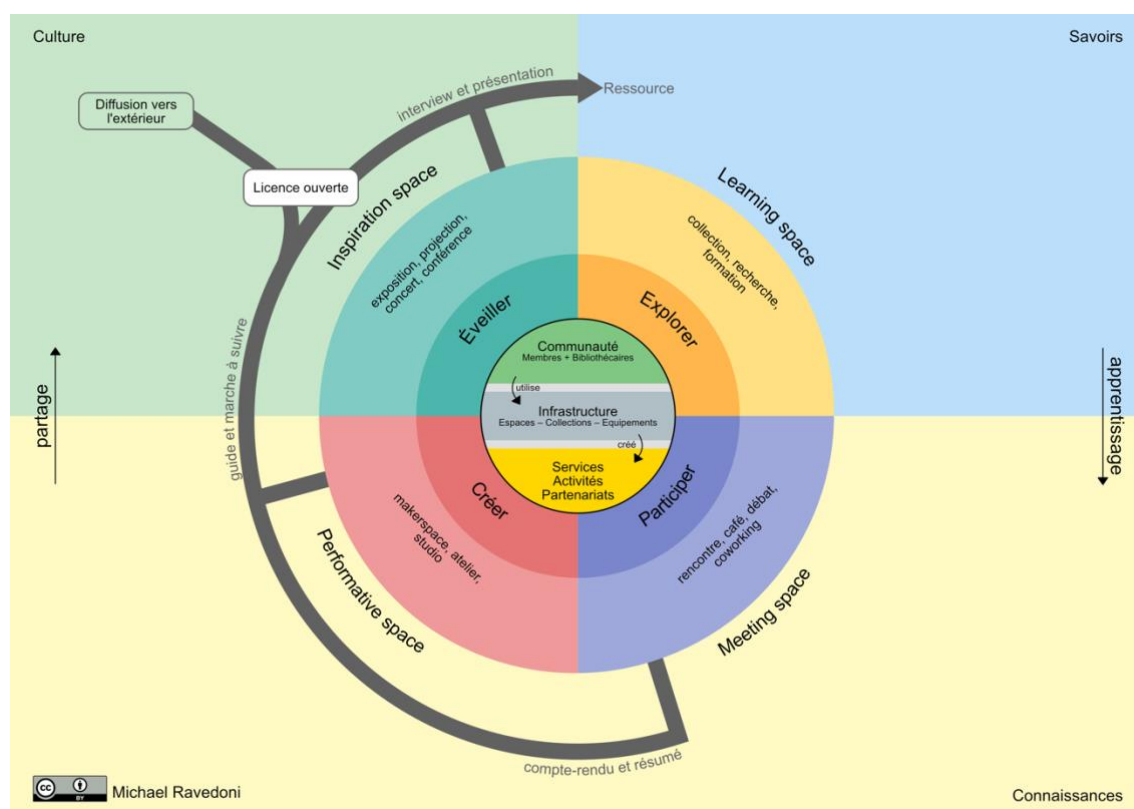 Culture
Savoirs
Diffusion vers
l'extérieur
interview et présentation
Ressource
Licence ouverte
Inspiration space
Learning space
exposition, projection,
concert, conférence
collection, recherche,
formation
Éveiller
Explorer
Communauté
Membres + Bibliothécaires
utilise
Infrastructure
Espaces – Collections – Equipements
créé
Services
Activités
Partenariats
partage
apprentissage
guide et marche à suivre
Créer
Participer
makerspace, atelier,
studio
rencontre, café, débat,
coworking
Performative space
Meeting space
compte-rendu et résumé
cc
BY
Michael Ravedoni
Connaissances